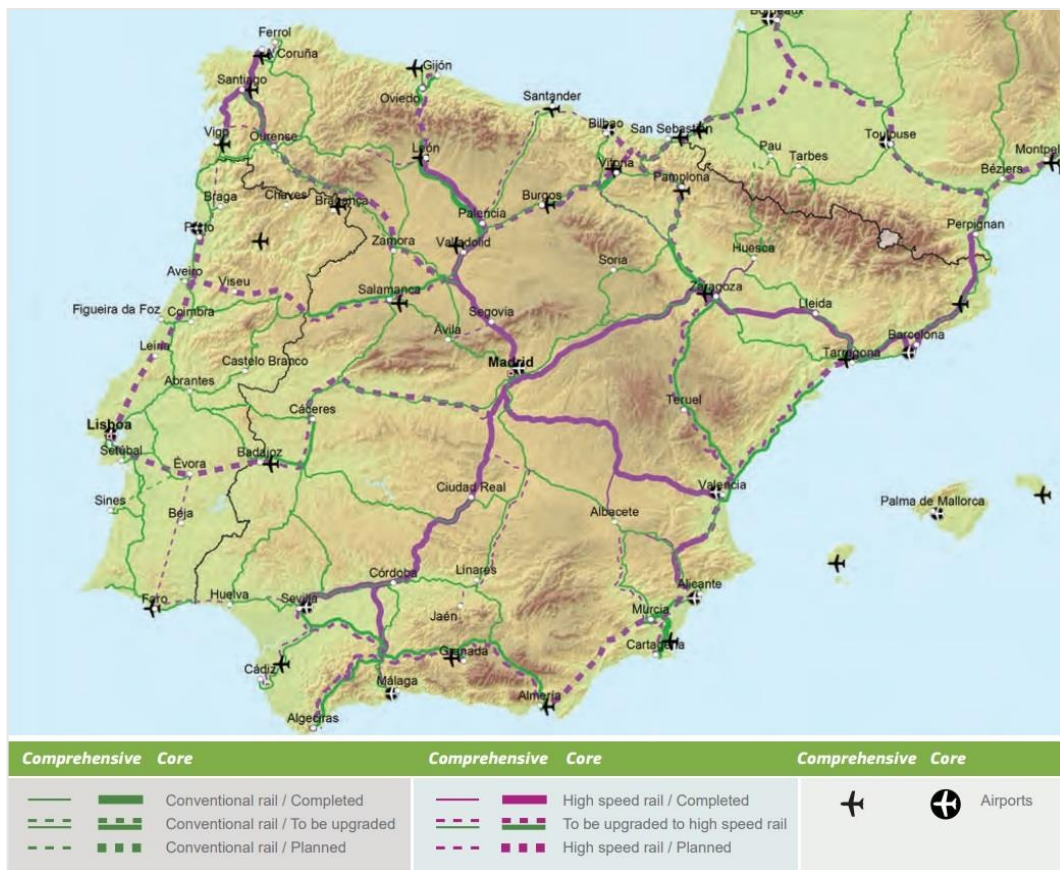 Bordeaux
Ferrol
A Coruña
Gijón
Santiago
Oviedo
Santander
Bilbao
San Sebastián
Toulouse
Vigo
Ourense
León
Vitoria
Pau
Tarbes
Montpel
Béziers
Pamplona
Burgos
Braga
Chaves
Bragança
Palencia
Perpignan
Porto
Zamora
Valladolid
Huesca
Soria
Aveiro
Viseu
Salamanca
Zaragoza
Lleida
Figueira da Foz
Coimbra
Segovia
Ávila
Barcelona
Leiria
Castelo Branco
Madrid
Tarragona
Abrantes
Teruel
Cáceres
Lisboa
Setúbal
Évora
Badajoz
Valencia
Sines
Ciudad Real
Palma de Mallorca
Beja
Albacete
Córdoba
Linares
Alicante
Faro
Huelva
Sevilla
Jaén
Murcia
Cartagena
Granada
Cádiz
Málaga
Almería
Algeciras
Comprehensive Core
Conventional rail / Completed
Conventional rail / To be upgraded
Conventional rail / Planned
Comprehensive Core
High speed rail / Completed
To be upgraded to high speed rail
High speed rail / Planned
Comprehensive Core
Airports